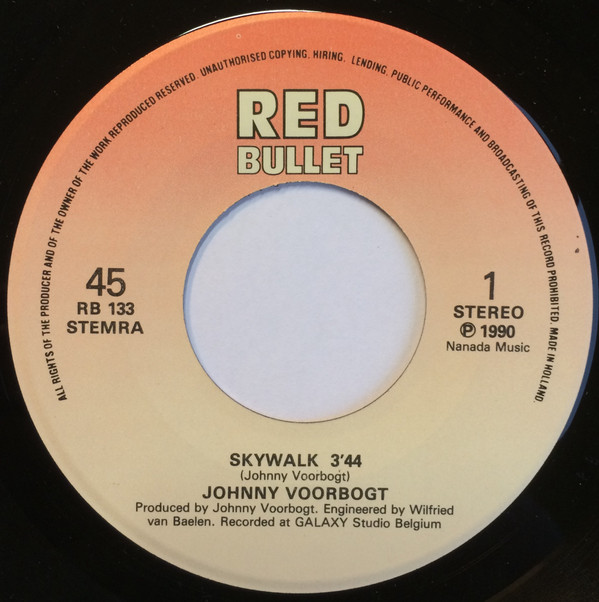 ALL RIGHTS OF THE PRODUCER AND OF THE OWNER OF THE WORK REPRODUCED RESERVED. UNAUTHORISED COPYING. HIRING. LENDING. PUBLIC PERFORMANCE AND BROADCASTING OF THIS RECORD PROHIBITED. MADE IN HOLLAND.
RED
BULLET
45
RB 133
STEMRA
1
STEREO
℗ 1990
Nanada Music
SKYWALK 3'44
(Johnny Voorbogt)
JOHNNY VOORBOGT
Produced by Johnny Voorbogt. Engineered by Wilfried
van Baelen. Recorded at GALAXY Studio Belgium